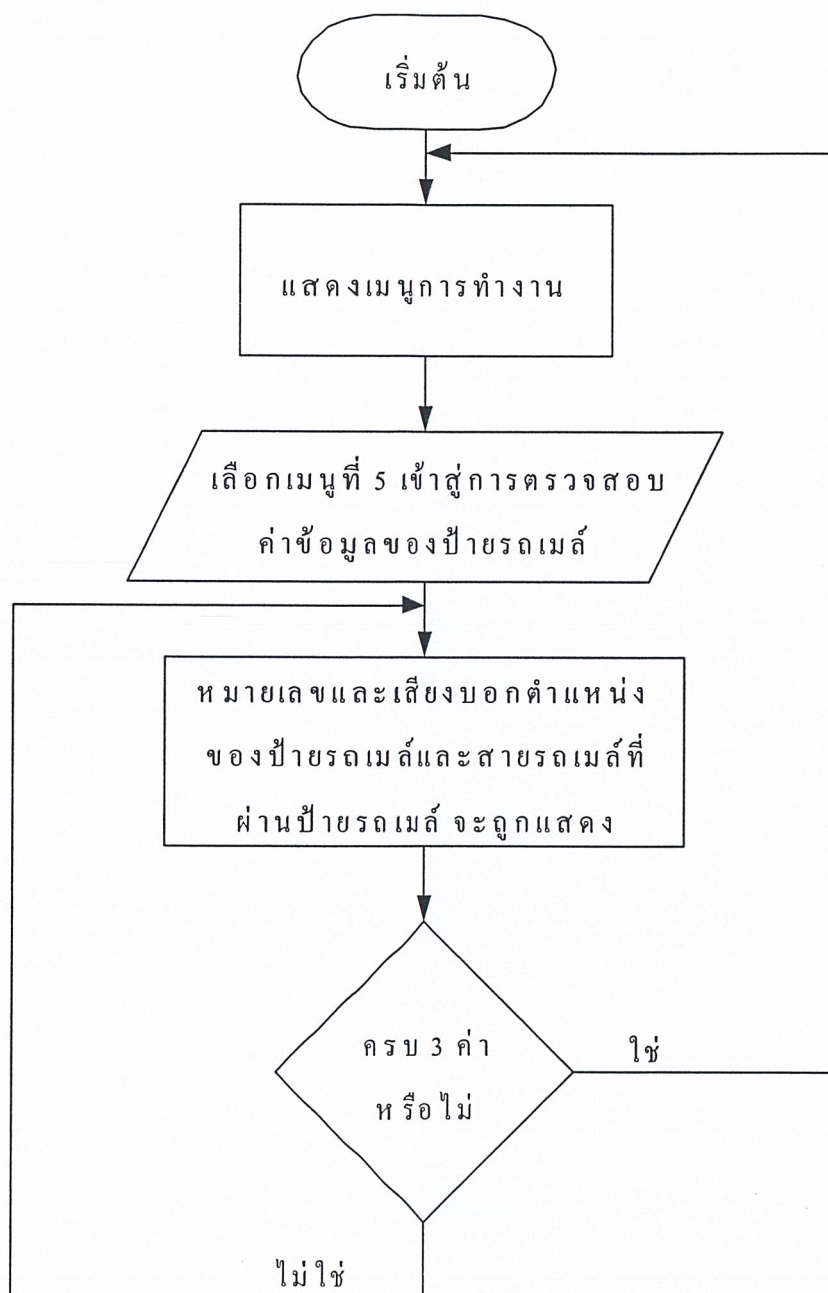 เริ่มต้น
แสดงเมนูการทำงาน
เลือกเมนูที่ 5 เข้าสู่การตรวจสอบ
ค่าข้อมูลของป้ายรถเมล์
หมายเลขและเสียงบอกตำแหน่ง
ของป้ายรถเมล์และสายรถเมล์ที่
ผ่านป้ายรถเมล์ จะถูกแสดง
ครบ 3 ค่า
หรือไม่
ใช่
ไม่ใช่